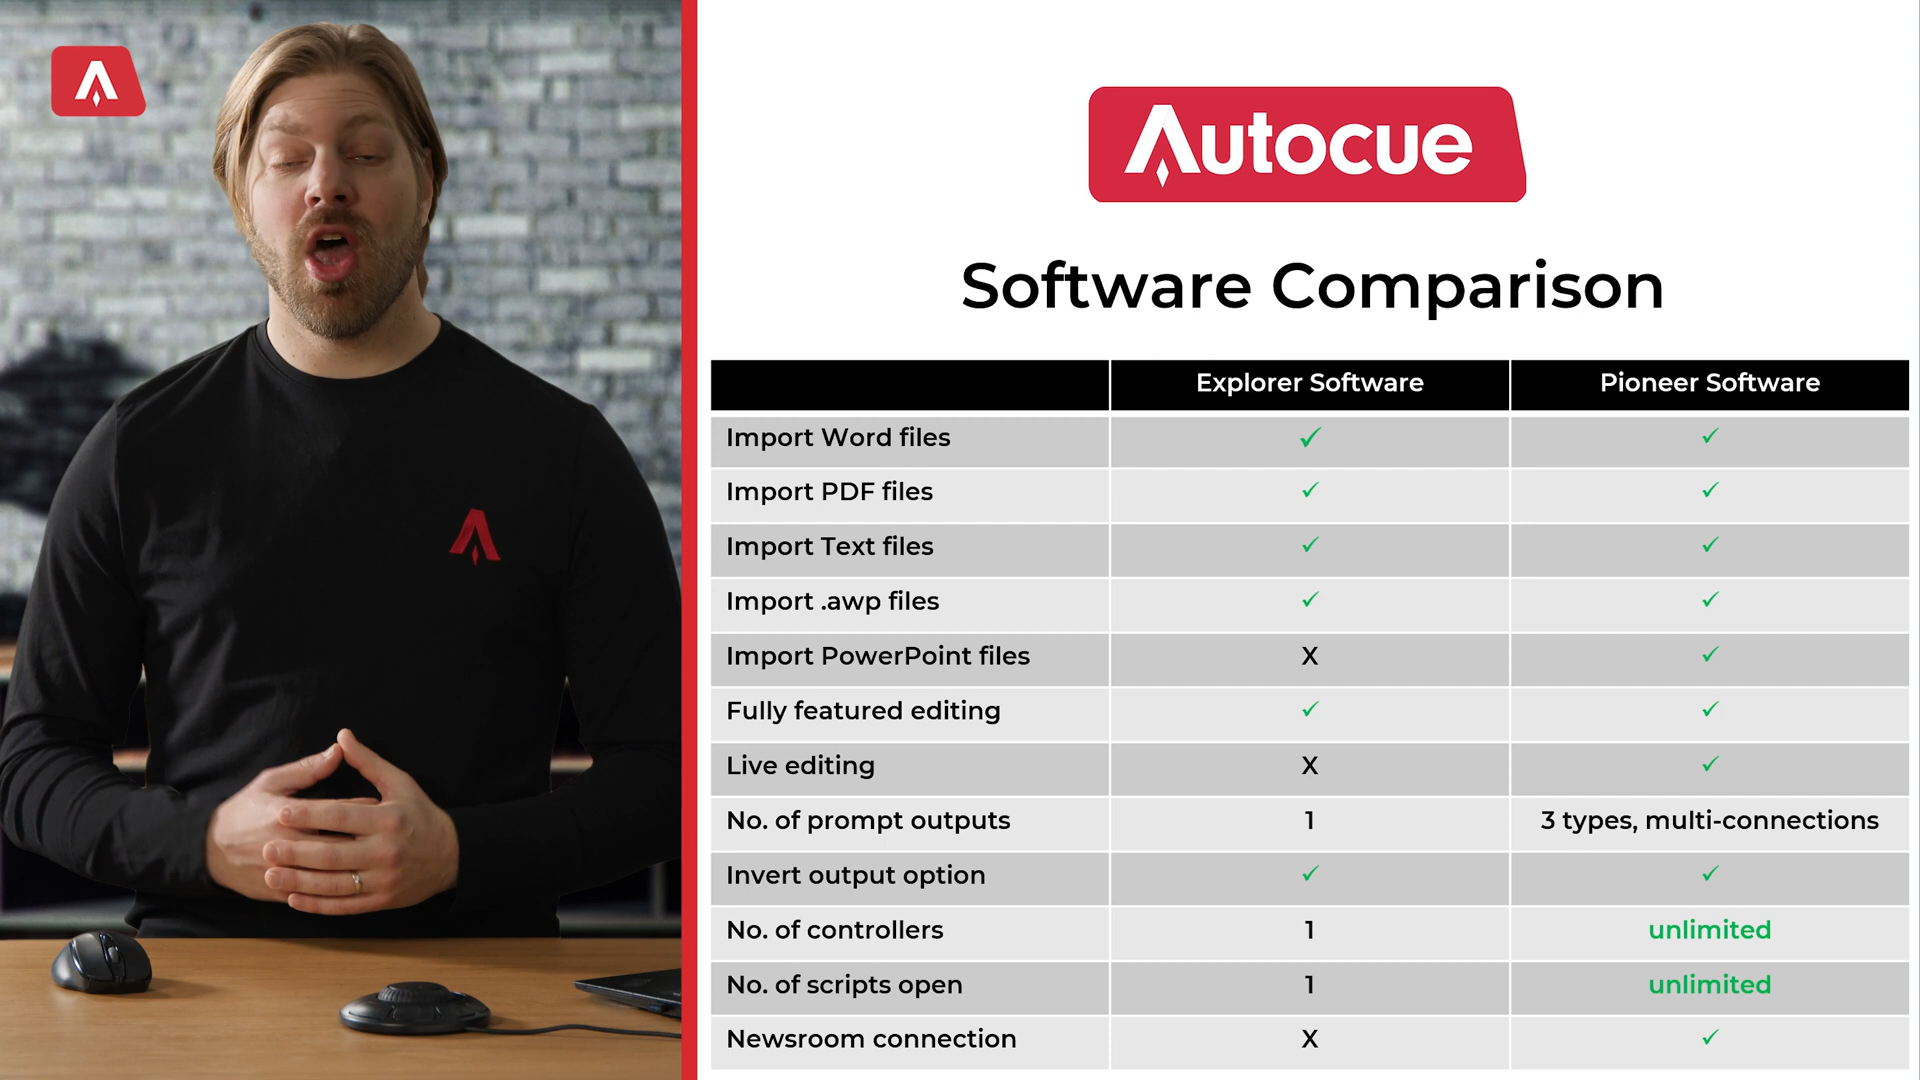 Autocue
Software Comparison
Explorer Software Pioneer Software
Import Word files ✓ ✓
Import PDF files ✓ ✓
Import Text files ✓ ✓
Import .awp files ✓ ✓
Import PowerPoint files X ✓
Fully featured editing ✓ ✓
Live editing X ✓
No. of prompt outputs 1 3 types, multi-connections
Invert output option ✓ ✓
No. of controllers 1 unlimited
No. of scripts open 1 unlimited
Newsroom connection X ✓